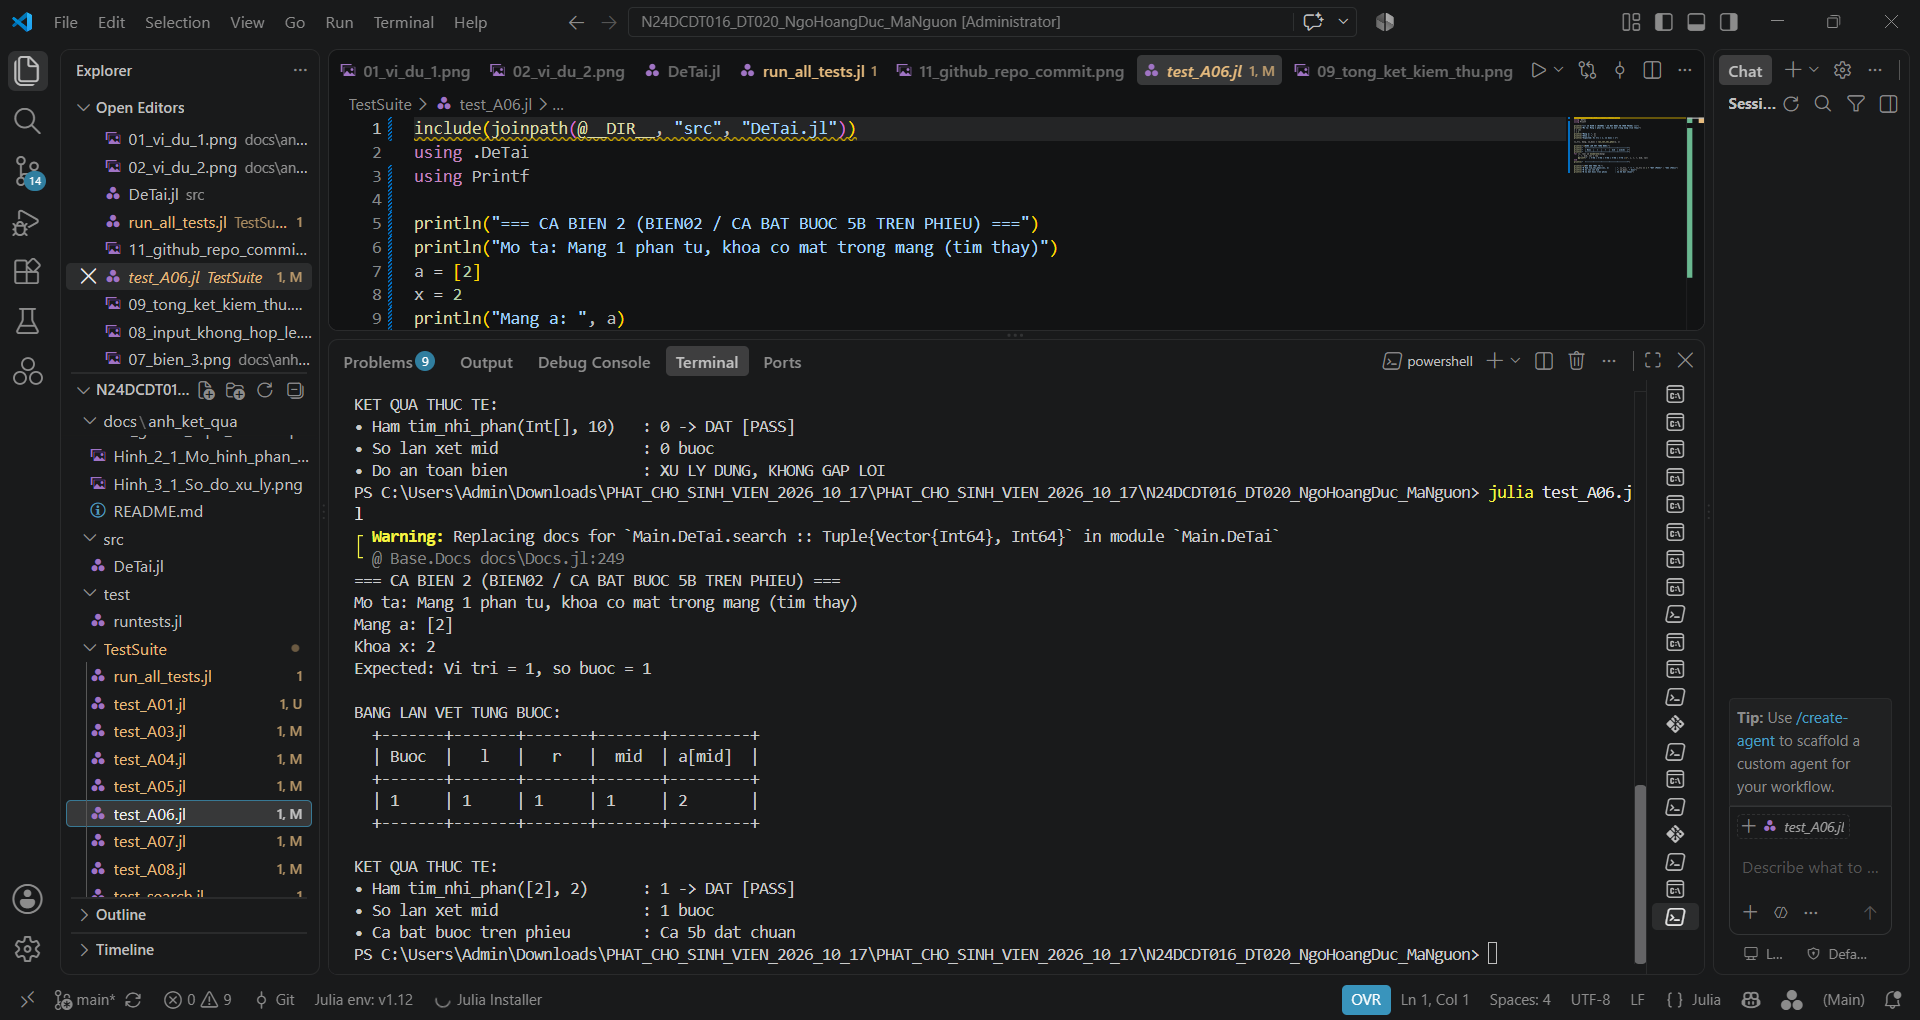 File Edit Selection View Go Run Terminal Help
N24DCDT016_DT020_NgoHoangDuc_MaNguon [Administrator]
Explorer
Open Editors
01_vi_du_1.png docs\an...
02_vi_du_2.png docs\an...
DeTai.jl src
run_all_tests.jl TestSu... 1
11_github_repo_commi...
test_A06.jl TestSuite 1, M
09_tong_ket_kiem_thu....
08_input_khong_hop_le....
07_bien_3.png docs\anh...
N24DCDT01...
docs\anh_ket_qua
Hinh_2_1_Mo_hinh_phan_...
Hinh_3_1_So_do_xu_ly.png
README.md
src
DeTai.jl
test
runtests.jl
TestSuite
run_all_tests.jl 1
test_A01.jl 1, U
test_A03.jl 1, M
test_A04.jl 1, M
test_A05.jl 1, M
test_A06.jl 1, M
test_A07.jl 1, M
test_A08.jl 1, M
test_search.jl 1
Outline
Timeline
14
01_vi_du_1.png 02_vi_du_2.png DeTai.jl run_all_tests.jl 1 11_github_repo_commit.png test_A06.jl 1, M 09_tong_ket_kiem_thu.png
TestSuite > test_A06.jl > ...
1 include(joinpath(@__DIR__, "src", "DeTai.jl"))
2 using .DeTai
3 using Printf
4
5 println("=== CA BIEN 2 (BIEN02 / CA BAT BUOC 5B TREN PHIEU) ===")
6 println("Mo ta: Mang 1 phan tu, khoa co mat trong mang (tim thay)")
7 a = [2]
8 x = 2
9 println("Mang a: ", a)
Problems 9 Output Debug Console Terminal Ports
powershell
KET QUA THUC TE:
• Ham tim_nhi_phan(Int[], 10) : 0 -> DAT [PASS]
• So lan xet mid : 0 buoc
• Do an toan bien : XU LY DUNG, KHONG GAP LOI
PS C:\Users\Admin\Downloads\PHAT_CHO_SINH_VIEN_2026_10_17\PHAT_CHO_SINH_VIEN_2026_10_17\N24DCDT016_DT020_NgoHoangDuc_MaNguon> julia test_A06.j
l
┌ Warning: Replacing docs for `Main.DeTai.search :: Tuple{Vector{Int64}, Int64}` in module `Main.DeTai`
└ @ Base.Docs docs\Docs.jl:249
=== CA BIEN 2 (BIEN02 / CA BAT BUOC 5B TREN PHIEU) ===
Mo ta: Mang 1 phan tu, khoa co mat trong mang (tim thay)
Mang a: [2]
Khoa x: 2
Expected: Vi tri = 1, so buoc = 1
BANG LAN VET TUNG BUOC:
+-------+-------+-------+-------+---------+
| Buoc | l | r | mid | a[mid] |
+-------+-------+-------+-------+---------+
| 1 | 1 | 1 | 1 | 2 |
+-------+-------+-------+-------+---------+
KET QUA THUC TE:
• Ham tim_nhi_phan([2], 2) : 1 -> DAT [PASS]
• So lan xet mid : 1 buoc
• Ca bat buoc tren phieu : Ca 5b dat chuan
PS C:\Users\Admin\Downloads\PHAT_CHO_SINH_VIEN_2026_10_17\PHAT_CHO_SINH_VIEN_2026_10_17\N24DCDT016_DT020_NgoHoangDuc_MaNguon>
Chat
Sessi...
Tip: Use /create-
agent to scaffold a
custom agent for
your workflow.
test_A06.jl
Describe what to ...
L... Defa...
main* 0 9 Git Julia env: v1.12 Julia Installer
OVR Ln 1, Col 1 Spaces: 4 UTF-8 LF { } Julia (Main)